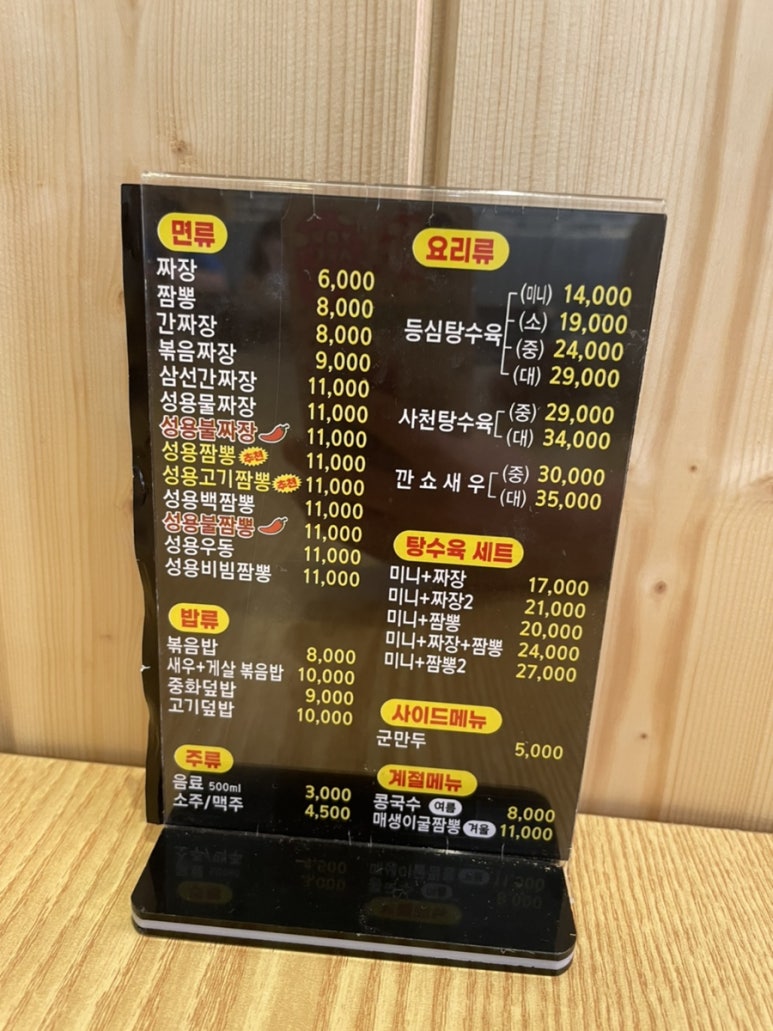 면류
짜장 6,000
짬뽕 8,000
간짜장 8,000
볶음짜장 9,000
삼선간짜장 11,000
성용물짜장 11,000
성용불짜장 11,000
성용짬뽕 추천 11,000
성용고기짬뽕 추천 11,000
성용백짬뽕 11,000
성용불짬뽕 11,000
성용우동 11,000
성용비빔짬뽕 11,000
밥류
볶음밥 8,000
새우+게살 볶음밥 10,000
중화덮밥 9,000
고기덮밥 10,000
주류
음료 500ml 3,000
소주/맥주 4,500
요리류
등심탕수육
(미니) 14,000
(소) 19,000
(중) 24,000
(대) 29,000
사천탕수육
(중) 29,000
(대) 34,000
깐쇼새우
(중) 30,000
(대) 35,000
탕수육 세트
미니+짜장 17,000
미니+짜장2 21,000
미니+짬뽕 20,000
미니+짜장+짬뽕 24,000
미니+짬뽕2 27,000
사이드메뉴
군만두 5,000
계절메뉴
콩국수 여름 8,000
매생이굴짬뽕 겨울 11,000